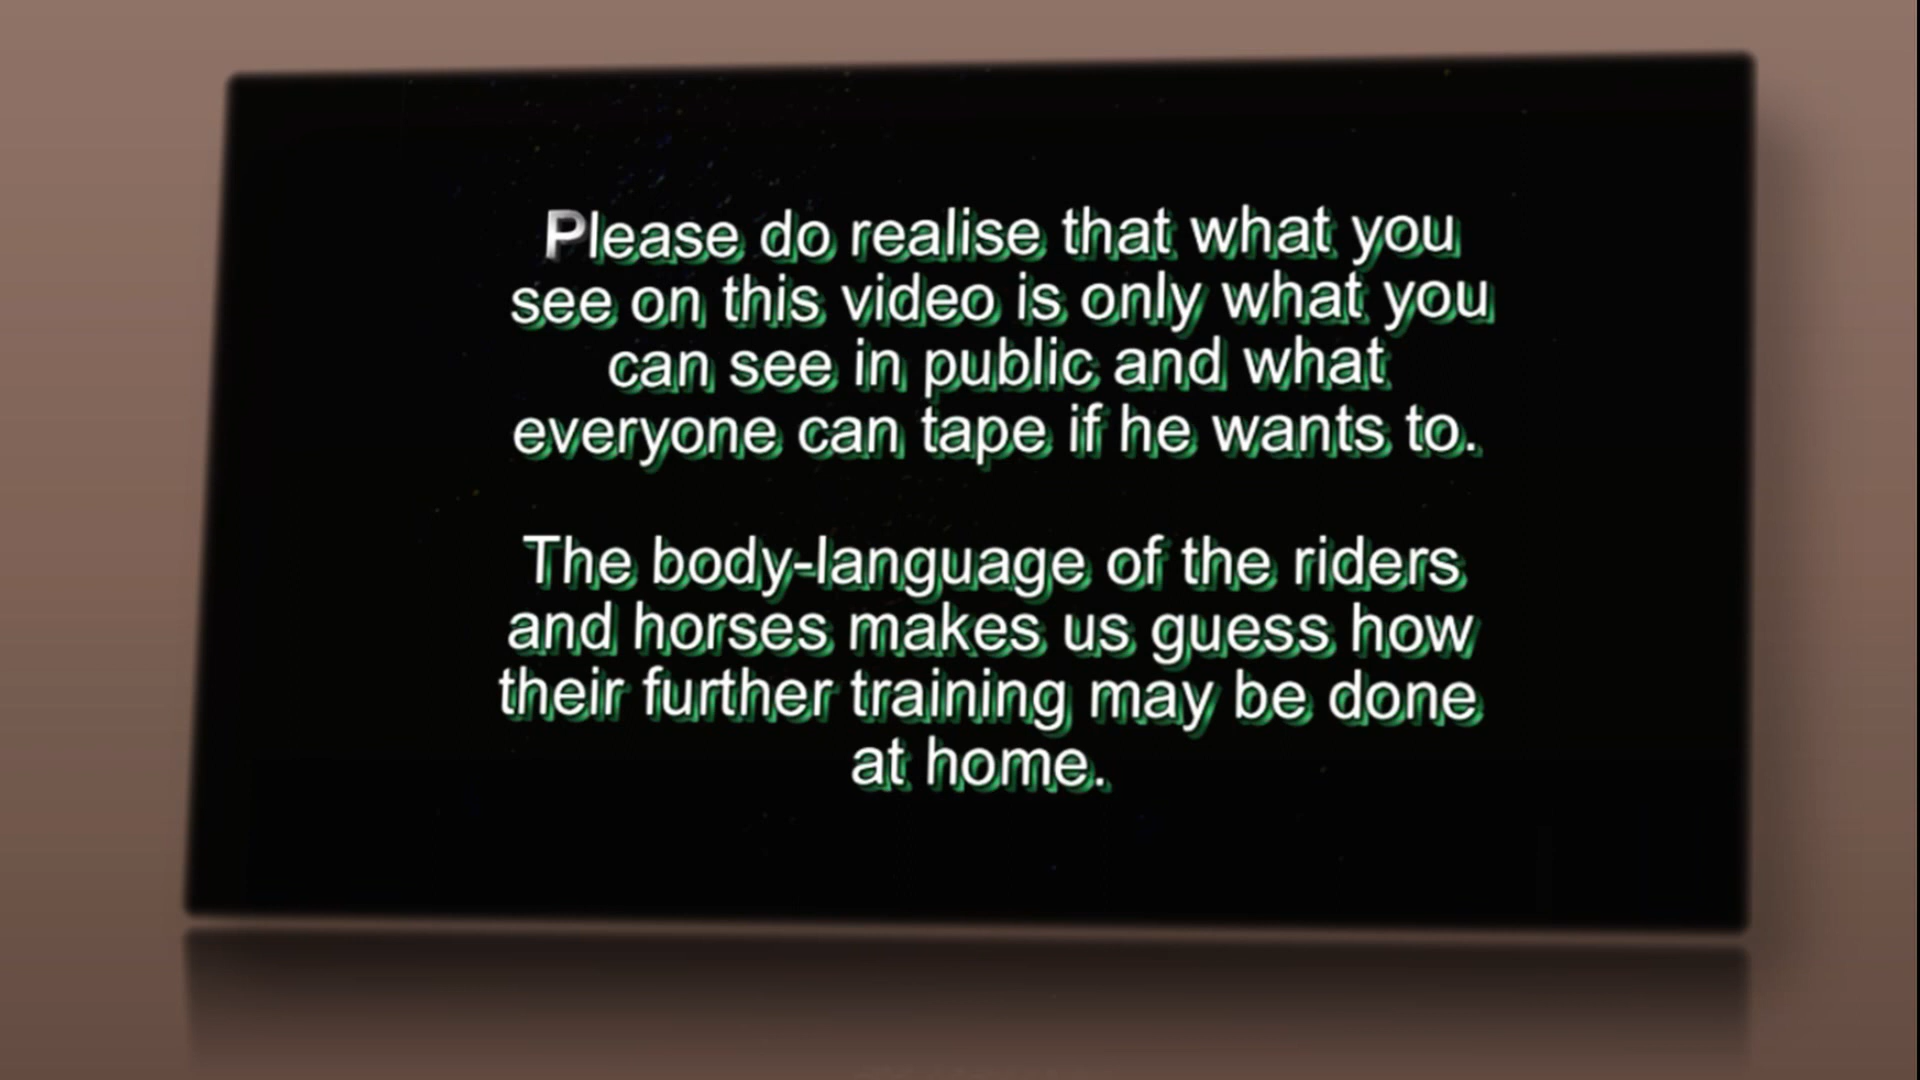 Please do realise that what you
see on this video is only what you
can see in public and what
everyone can tape if he wants to.
The body-language of the riders
and horses makes us guess how
their further training may be done
at home.